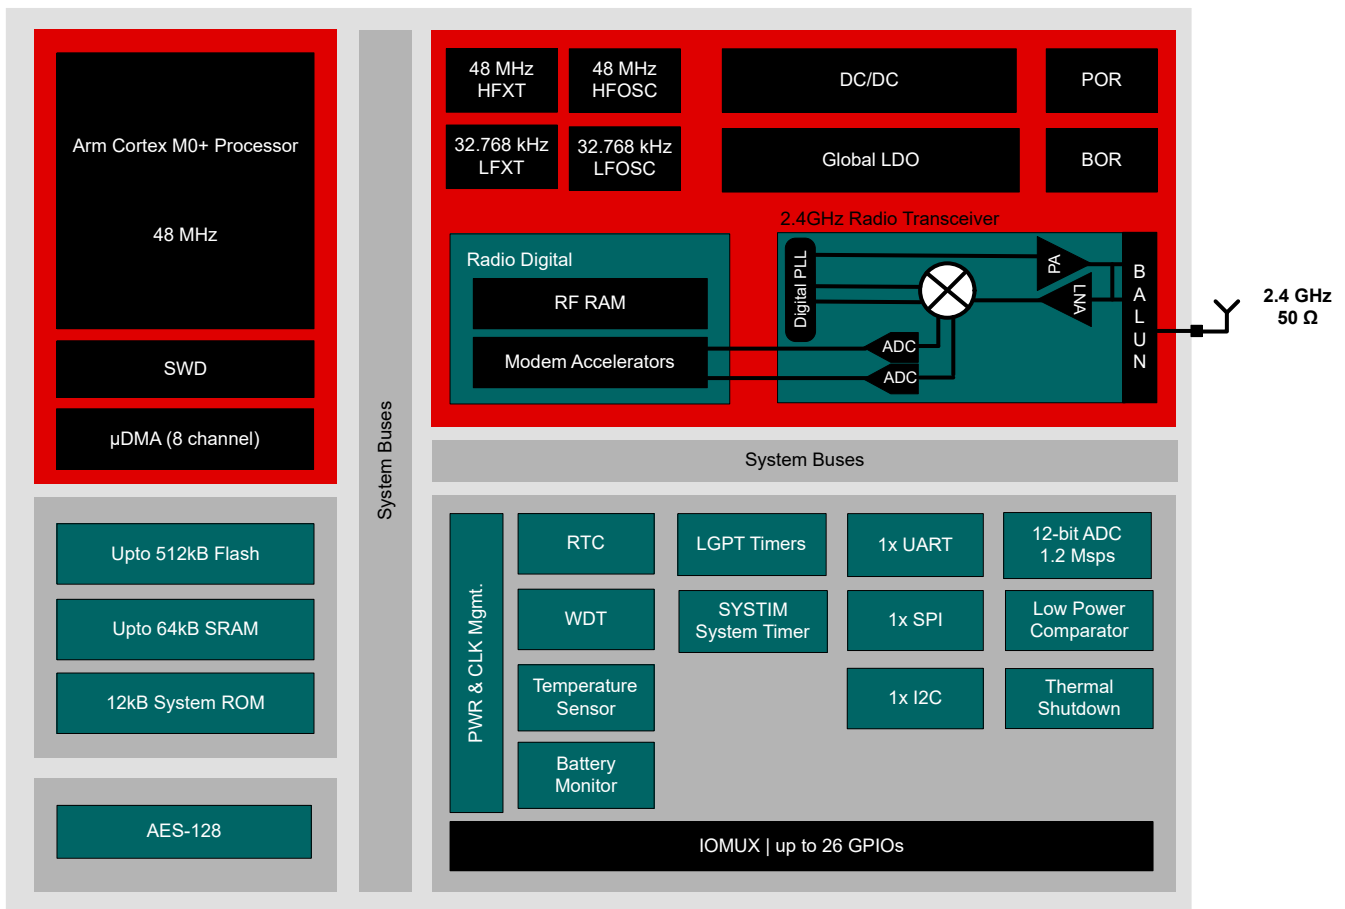 Arm Cortex M0+ Processor
48 MHz
SWD
µDMA (8 channel)
Upto 512kB Flash
Upto 64kB SRAM
12kB System ROM
AES-128
System Buses
48 MHz
HFXT
48 MHz
HFOSC
DC/DC
POR
32.768 kHz
LFXT
32.768 kHz
LFOSC
Global LDO
BOR
2.4GHz Radio Transceiver
Radio Digital
RF RAM
Modem Accelerators
Digital PLL
PA
LNA
ADC
ADC
BALUN
2.4 GHz
50 Ω
System Buses
PWR & CLK Mgmt.
RTC
LGPT Timers
1x UART
12-bit ADC
1.2 Msps
WDT
SYSTIM
System Timer
1x SPI
Low Power
Comparator
Temperature
Sensor
1x I2C
Thermal
Shutdown
Battery
Monitor
IOMUX | up to 26 GPIOs